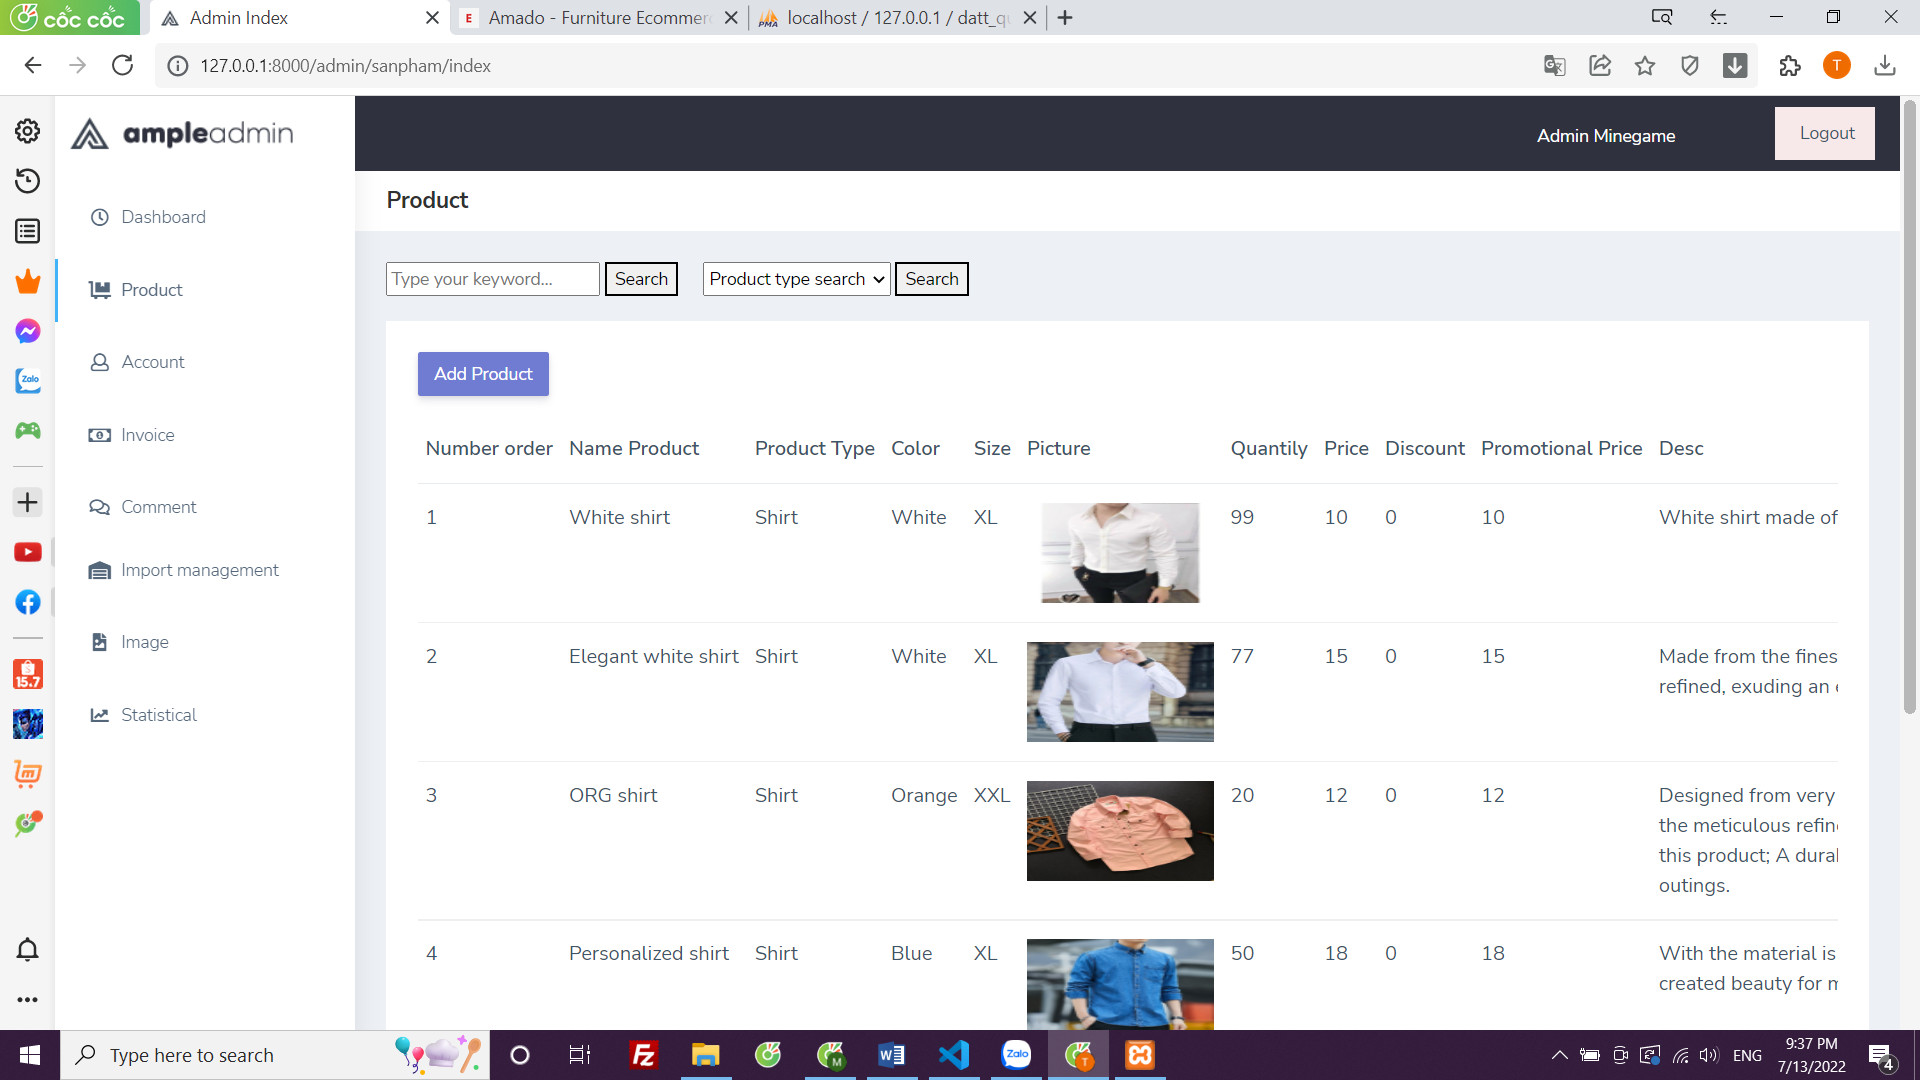 cốc cốc
Admin Index
Amado - Furniture Ecommerc
localhost / 127.0.0.1 / datt_qu
127.0.0.1:8000/admin/sanpham/index
T
ampleadmin
Admin Minegame
Logout
Dashboard
Product
Account
Invoice
Comment
Import management
Image
Statistical
Zalo
15.7
Product
Type your keyword...
Search
Product type search
Search
Add Product
Number order Name Product Product Type Color Size Picture Quantily Price Discount Promotional Price Desc
1 White shirt Shirt White XL 99 10 0 10 White shirt made of
2 Elegant white shirt Shirt White XL 77 15 0 15 Made from the fines
refined, exuding an
3 ORG shirt Shirt Orange XXL 20 12 0 12 Designed from very
the meticulous refin
this product; A dural
outings.
4 Personalized shirt Shirt Blue XL 50 18 0 18 With the material is
created beauty for m
Type here to search
Zalo
ENG
9:37 PM
7/13/2022
4